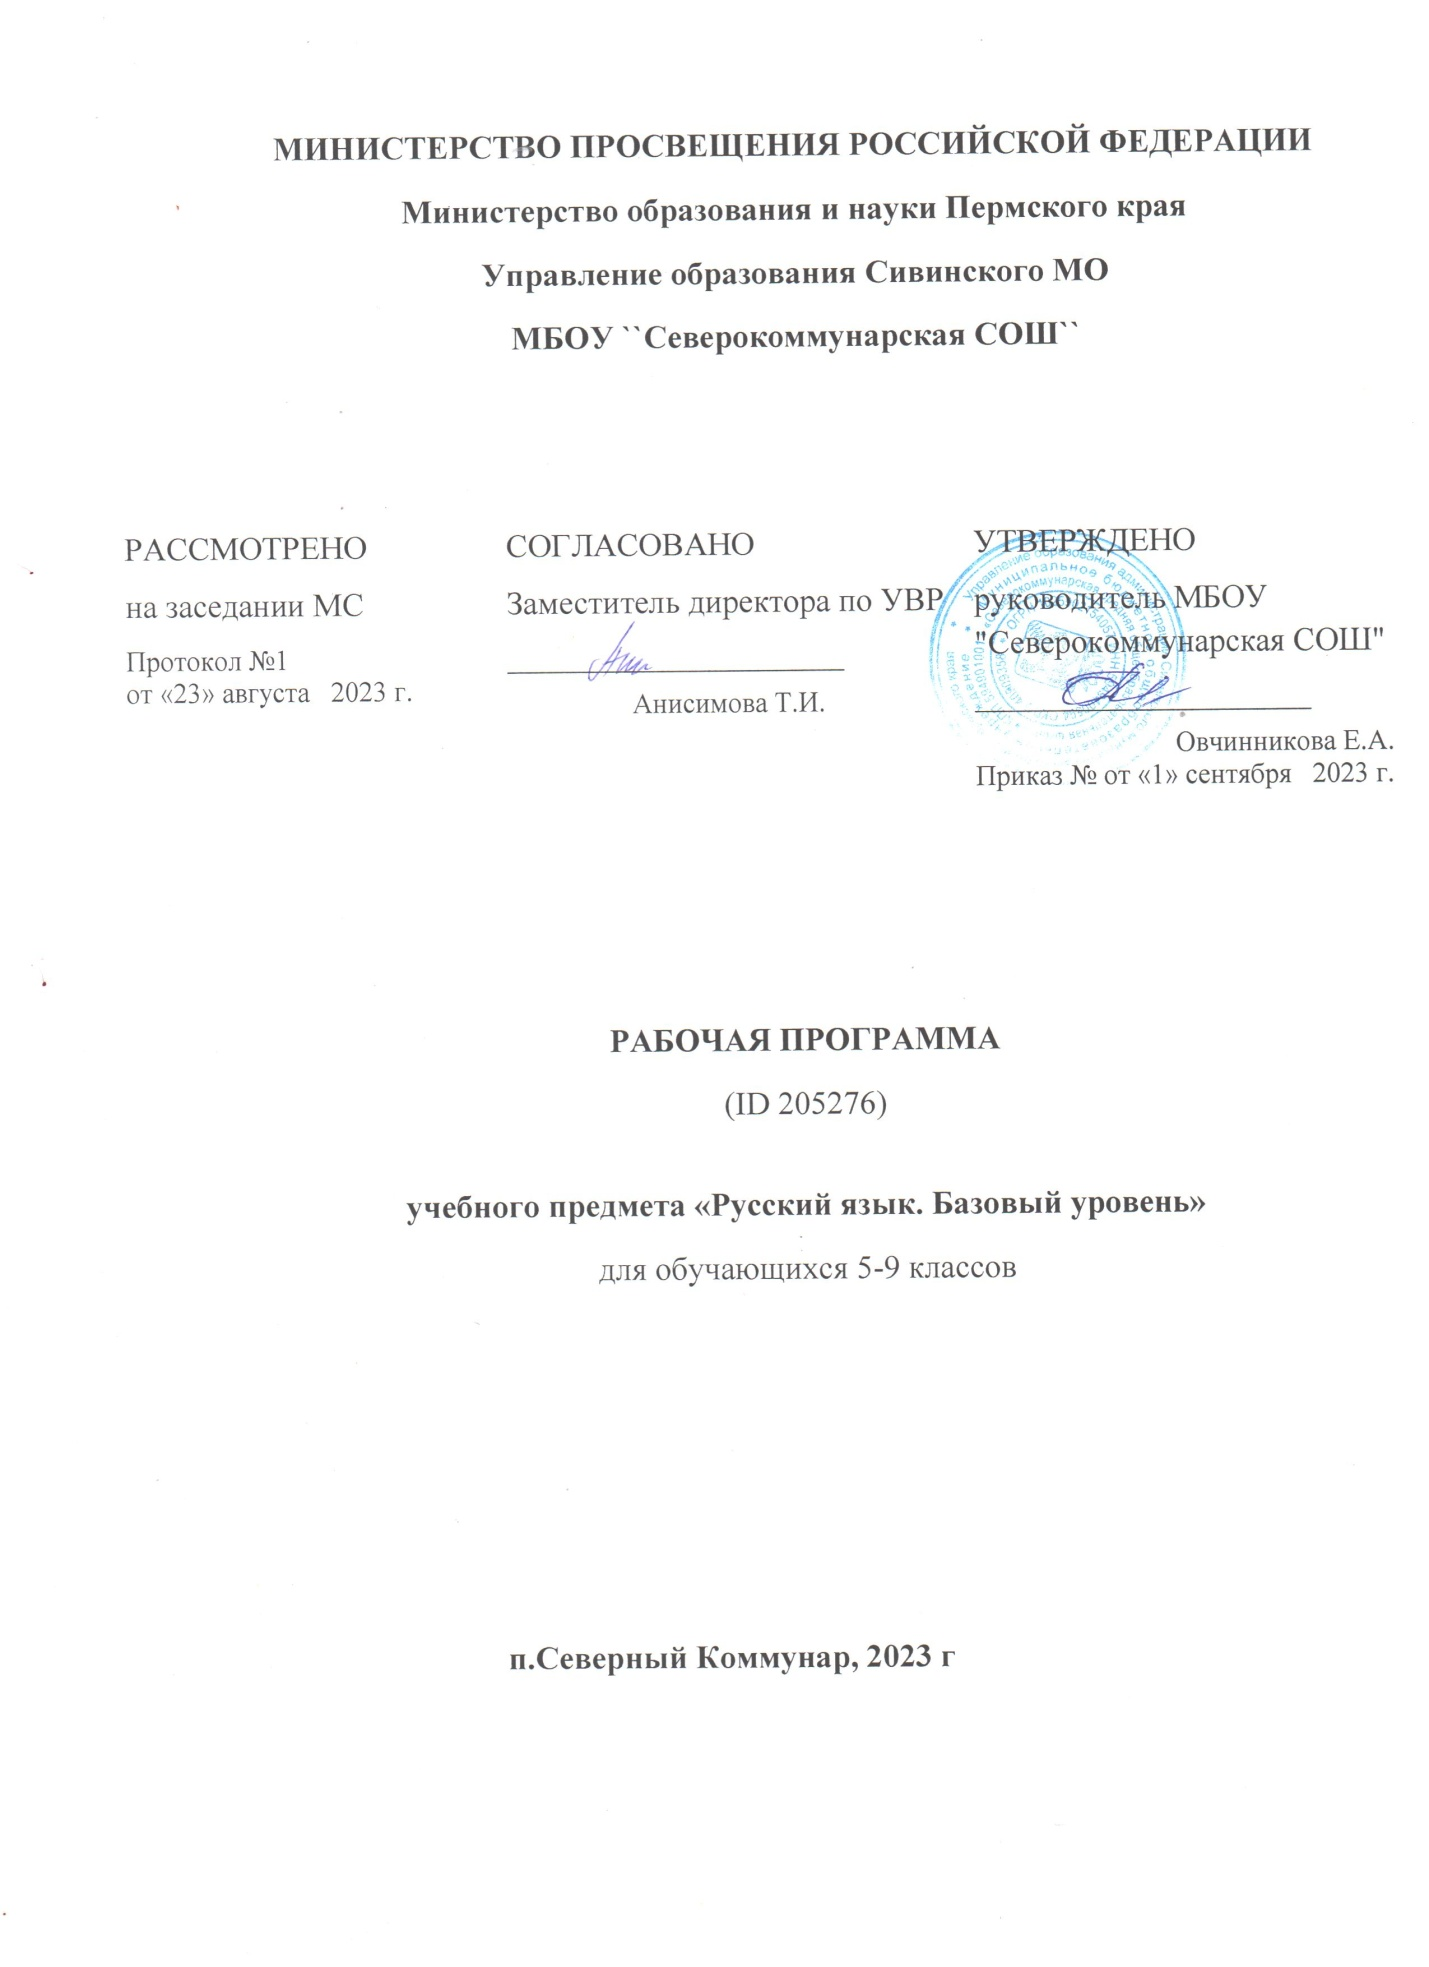 МИНИСТЕРСТВО ПРОСВЕЩЕНИЯ РОССИЙСКОЙ ФЕДЕРАЦИИ
Министерство образования и науки Пермского края
Управление образования Сивинского МО
МБОУ ``Северокоммунарская СОШ``
РАССМОТРЕНО
на заседании МС
Протокол №1
от «23» августа 2023 г.
СОГЛАСОВАНО
Заместитель директора по УВР
Анисимова Т.И.
УТВЕРЖДЕНО
руководитель МБОУ
"Северокоммунарская СОШ"
Овчинникова Е.А.
Приказ № от «1» сентября 2023 г.
РАБОЧАЯ ПРОГРАММА
(ID 205276)
учебного предмета «Русский язык. Базовый уровень»
для обучающихся 5-9 классов
п.Северный Коммунар, 2023 г